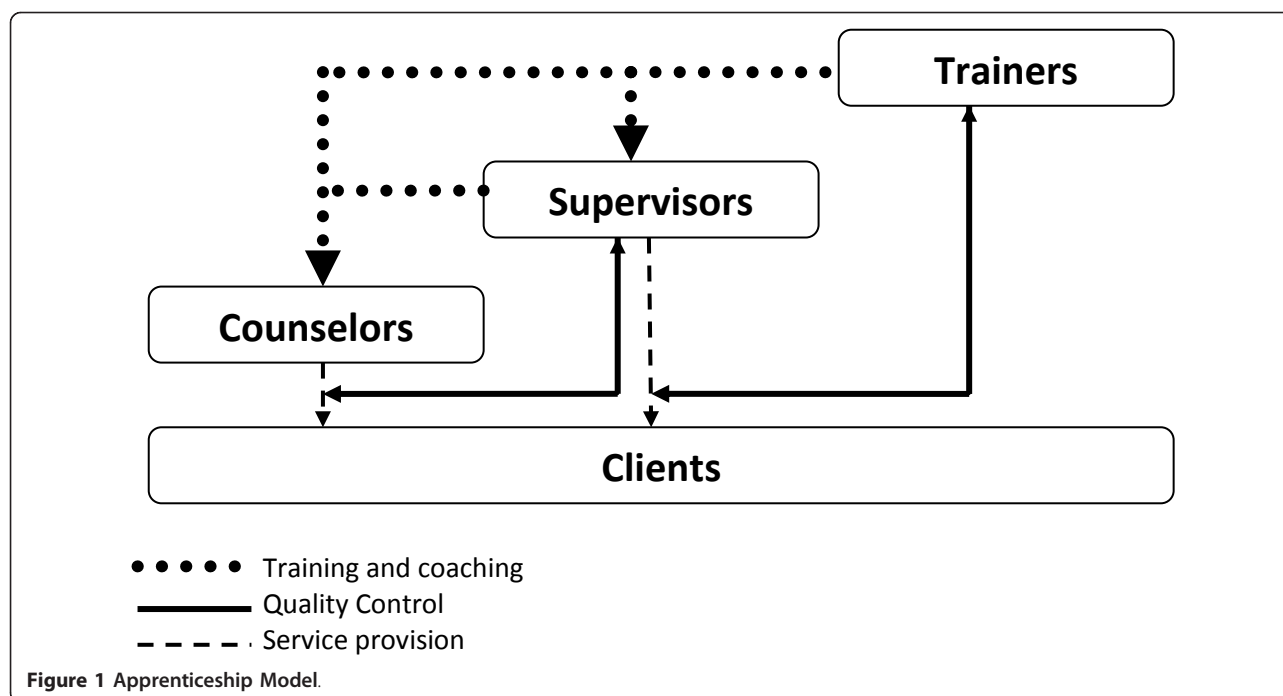 Trainers
Supervisors
Counselors
Clients
Training and coaching
Quality Control
Service provision
Figure 1 Apprenticeship Model.